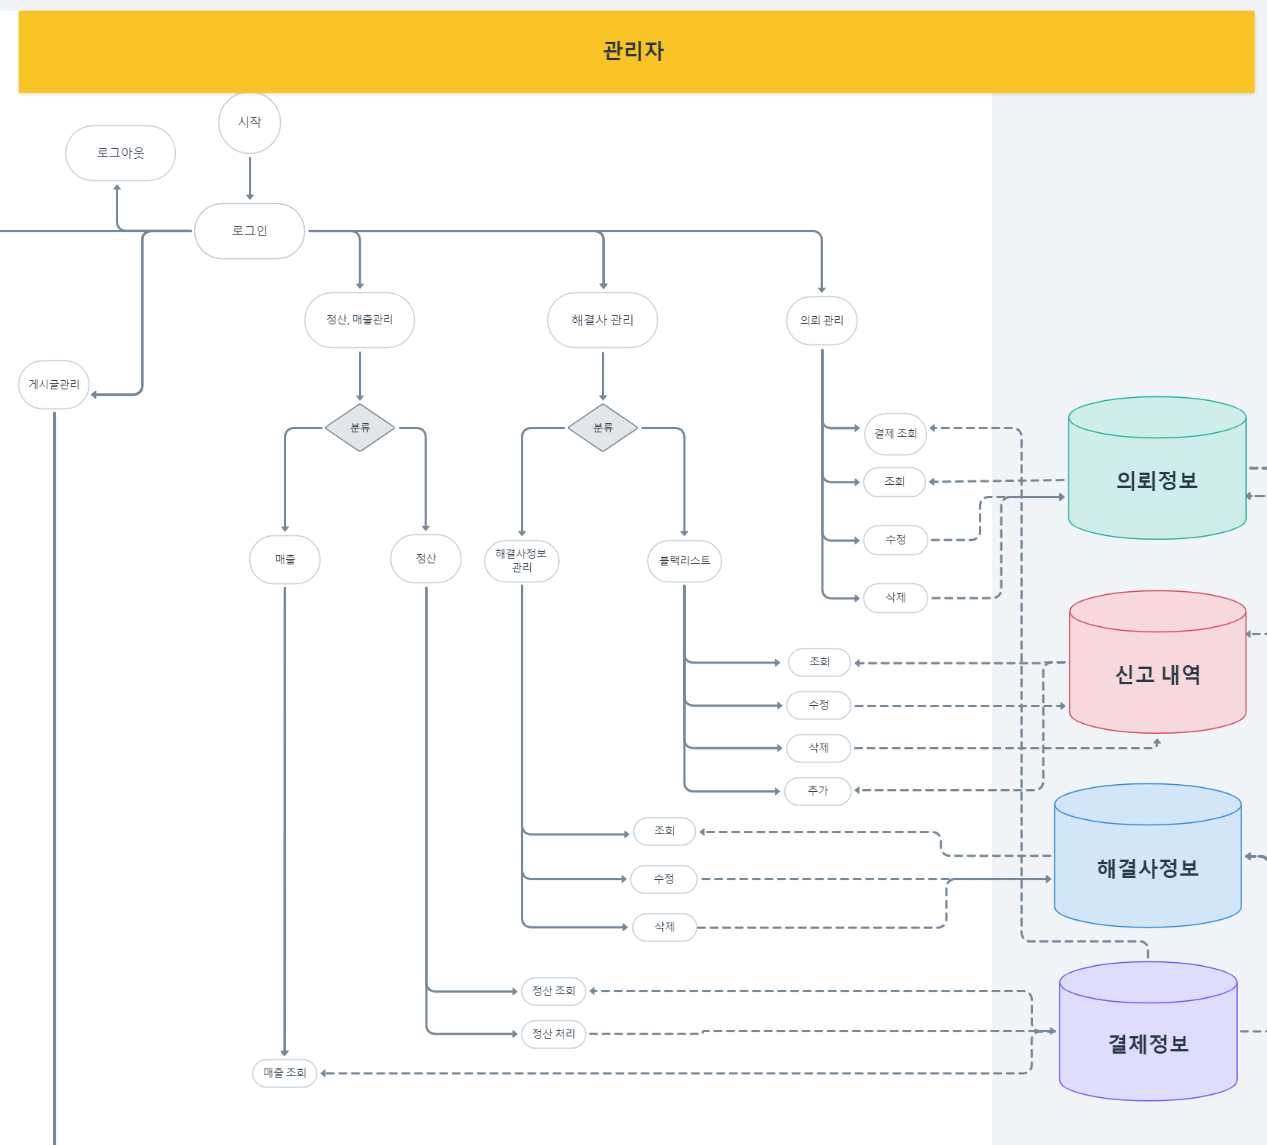 관리자
시작
로그아웃
로그인
정산, 매출관리
해결사 관리
의뢰 관리
게시글관리
분류
분류
결제 조회
조회
의뢰정보
수정
매출
정산
해결사정보
관리
블랙리스트
삭제
조회
신고 내역
수정
삭제
추가
조회
해결사정보
수정
삭제
정산 조회
정산 처리
결제정보
매출 조회